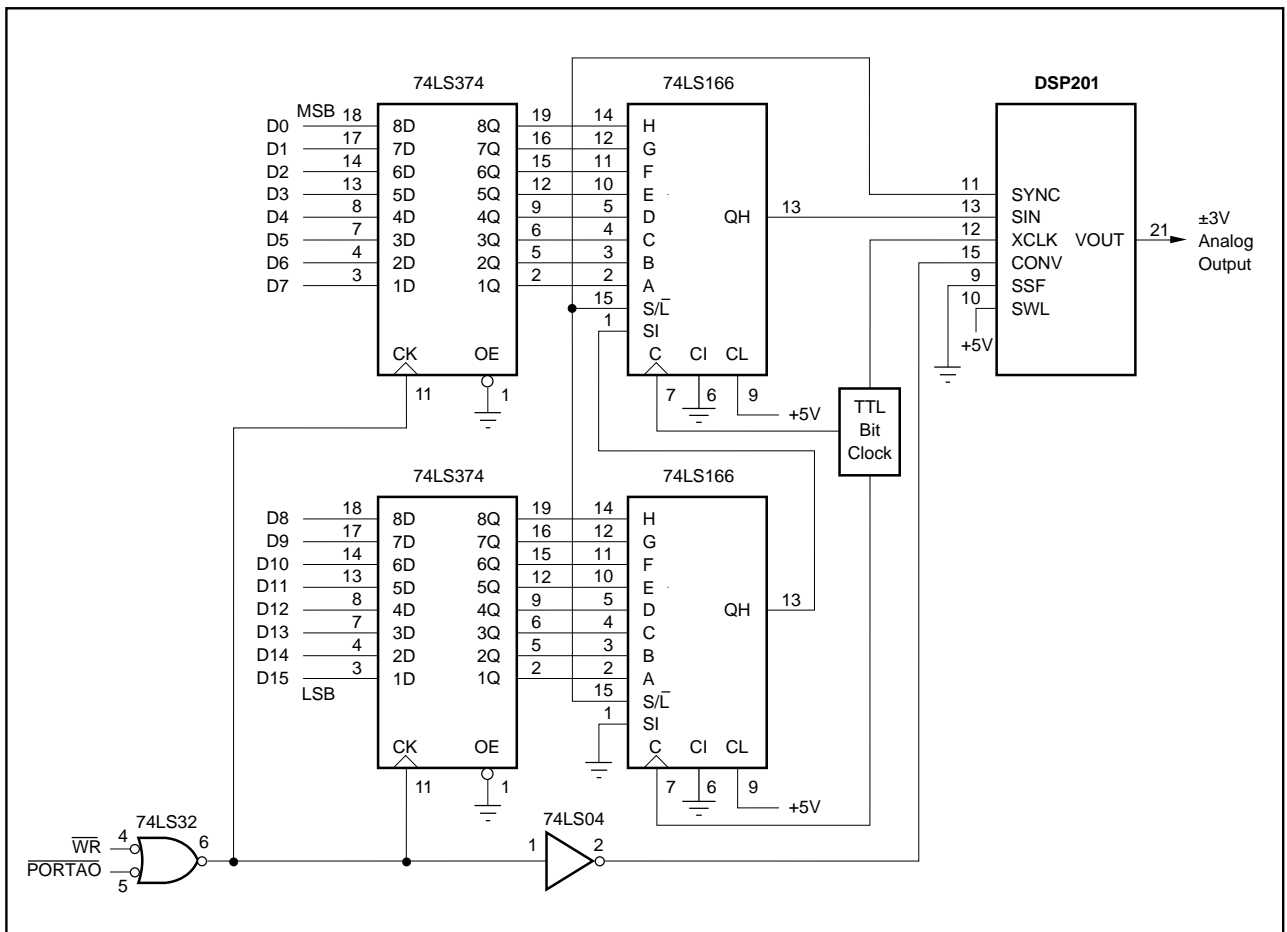 74LS374
74LS166
DSP201
MSB
D0 18 8D 8Q 19 14 H
D1 17 7D 7Q 16 12 G
D2 14 6D 6Q 15 11 F
D3 13 5D 5Q 12 10 E
D4 8 4D 4Q 9 5 D
D5 7 3D 3Q 6 4 C
D6 4 2D 2Q 5 3 B
D7 3 1D 1Q 2 2 A
15 S/L̅
1 SI
QH 13
CK OE
11 1
C CI CL
7 6 9
+5V
11 SYNC
13 SIN
12 XCLK
15 CONV
9 SSF
10 SWL
+5V
VOUT 21
±3V
Analog
Output
TTL
Bit
Clock
74LS374
74LS166
D8 18 8D 8Q 19 14 H
D9 17 7D 7Q 16 12 G
D10 14 6D 6Q 15 11 F
D11 13 5D 5Q 12 10 E
D12 8 4D 4Q 9 5 D
D13 7 3D 3Q 6 4 C
D14 4 2D 2Q 5 3 B
D15 3 1D 1Q 2 2 A
LSB
15 S/L̅
1 SI
QH 13
CK OE
11 1
C CI CL
7 6 9
+5V
74LS32
W̅R̅ 4
P̅O̅R̅T̅A̅O̅ 5
6
74LS04
1 2